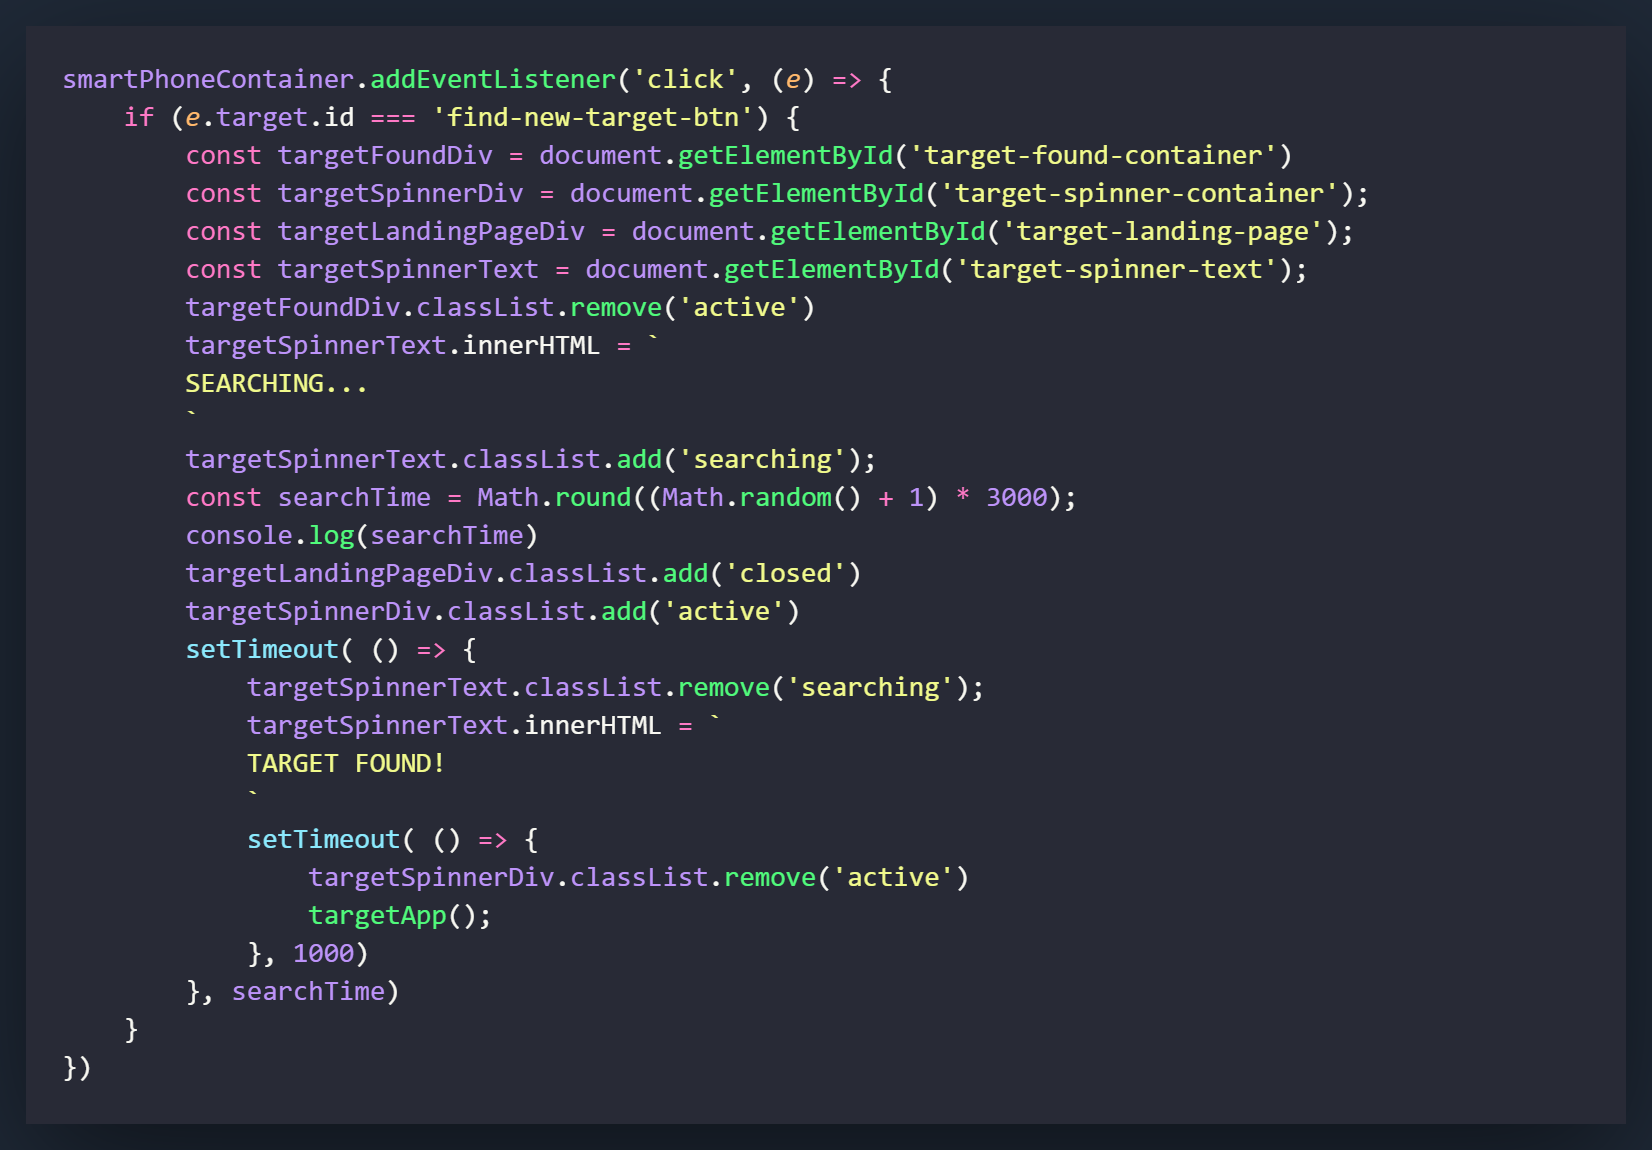 smartPhoneContainer.addEventListener('click', (e) => {
    if (e.target.id === 'find-new-target-btn') {
        const targetFoundDiv = document.getElementById('target-found-container')
        const targetSpinnerDiv = document.getElementById('target-spinner-container');
        const targetLandingPageDiv = document.getElementById('target-landing-page');
        const targetSpinnerText = document.getElementById('target-spinner-text');
        targetFoundDiv.classList.remove('active')
        targetSpinnerText.innerHTML = `
        SEARCHING...
        `
        targetSpinnerText.classList.add('searching');
        const searchTime = Math.round((Math.random() + 1) * 3000);
        console.log(searchTime)
        targetLandingPageDiv.classList.add('closed')
        targetSpinnerDiv.classList.add('active')
        setTimeout( () => {
            targetSpinnerText.classList.remove('searching');
            targetSpinnerText.innerHTML = `
            TARGET FOUND!
            `
            setTimeout( () => {
                targetSpinnerDiv.classList.remove('active')
                targetApp();
            }, 1000)
        }, searchTime)
    }
})